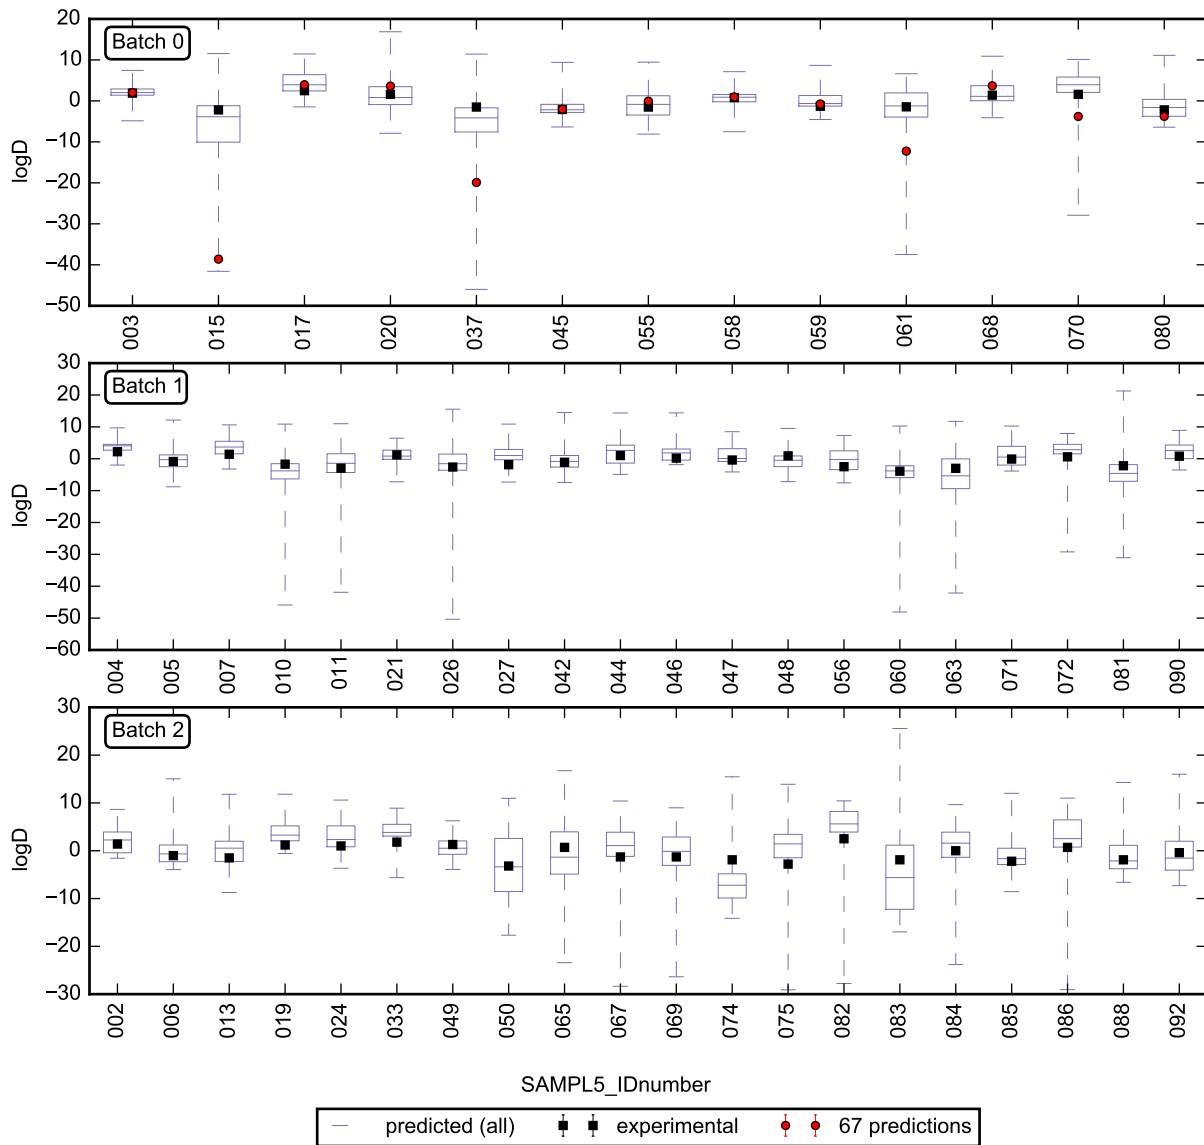 20
Batch 0
10
0
−10
−20
−30
−40
−50
logD
003 015 017 020 037 045 055 058 059 061 068 070 080
30
Batch 1
20
10
0
−10
−20
−30
−40
−50
−60
logD
004 005 007 010 011 021 026 027 042 044 046 047 048 056 060 063 071 072 081 090
30
Batch 2
20
10
0
−10
−20
−30
logD
002 006 013 019 024 033 049 050 065 067 069 074 075 082 083 084 085 086 088 092
SAMPL5_IDnumber
predicted (all) experimental 67 predictions